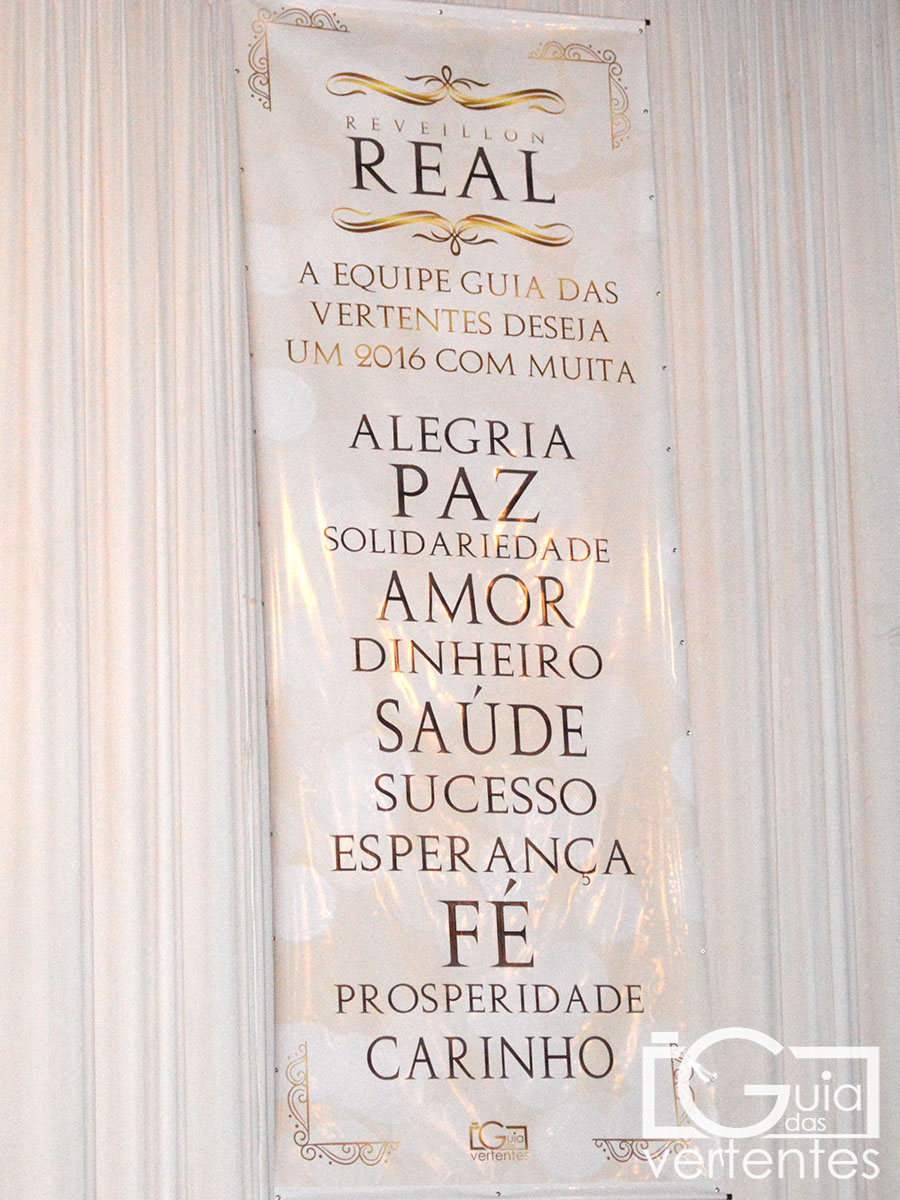 REVEILLON
REAL
A EQUIPE GUIA DAS
VERTENTES DESEJA
UM 2016 COM MUITA
ALEGRIA
PAZ
SOLIDARIEDADE
AMOR
DINHEIRO
SAÚDE
SUCESSO
ESPERANÇA
FÉ
PROSPERIDADE
CARINHO
Guia
das
vertentes
Guia
das
vertentes